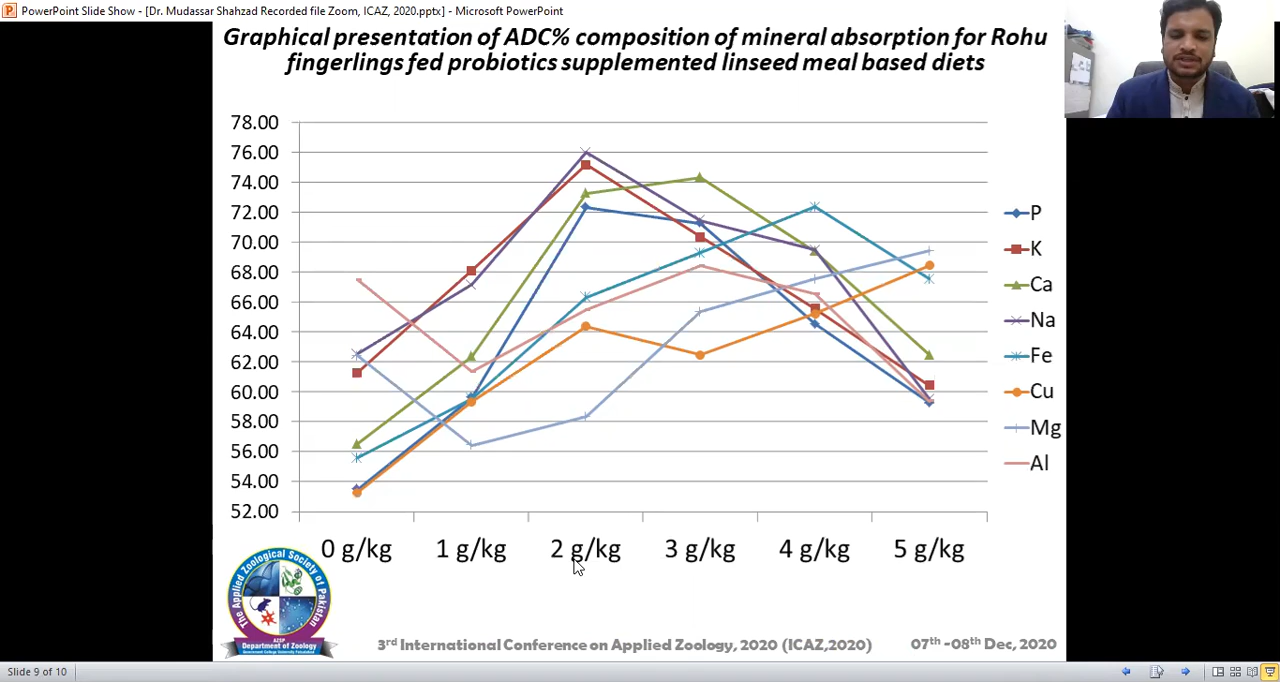 PowerPoint Slide Show - [Dr. Mudassar Shahzad Recorded file Zoom, ICAZ, 2020.pptx] - Microsoft PowerPoint
Graphical presentation of ADC% composition of mineral absorption for Rohu
fingerlings fed probiotics supplemented linseed meal based diets
78.00
76.00
74.00
72.00
70.00
68.00
66.00
64.00
62.00
60.00
58.00
56.00
54.00
52.00
P
K
Ca
Na
Fe
Cu
Mg
Al
0 g/kg 1 g/kg 2 g/kg 3 g/kg 4 g/kg 5 g/kg
The Applied Zoological Society of Pakistan
AZSP
Department of Zoology
Government College University Faisalabad
3rd International Conference on Applied Zoology, 2020 (ICAZ,2020) 07th -08th Dec, 2020
Slide 9 of 10